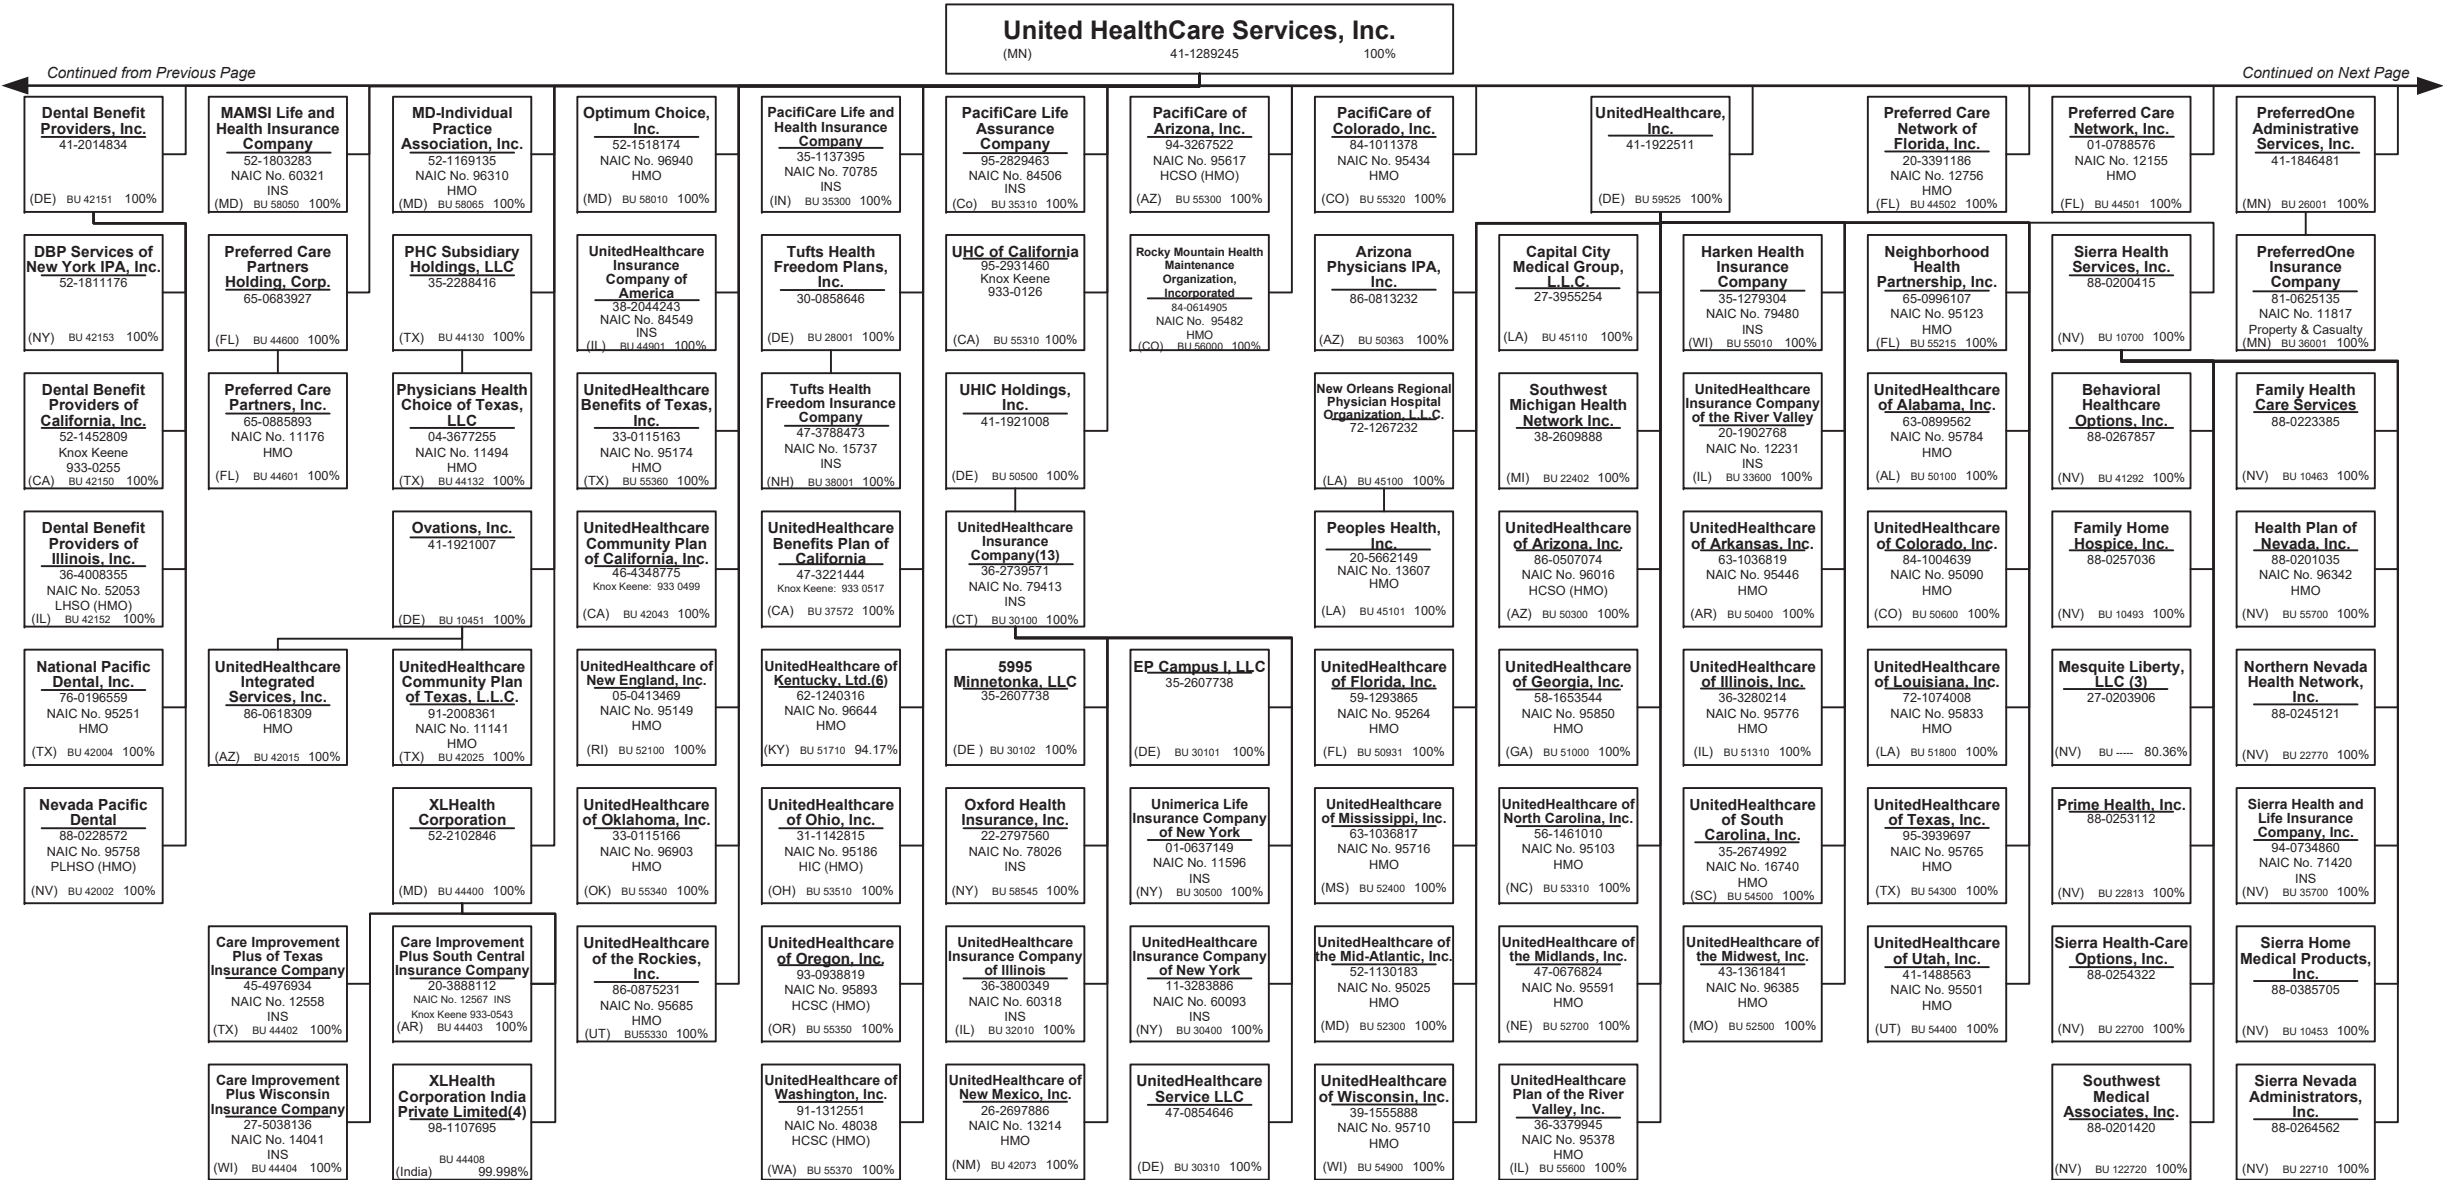 United HealthCare Services, Inc.
(MN) 41-1289245 100%
Continued from Previous Page
Continued on Next Page
Dental Benefit
Providers, Inc.
41-2014834
(DE) BU 42151 100%
MAMSI Life and
Health Insurance
Company
52-1803283
NAIC No. 60321
INS
(MD) BU 58050 100%
MD-Individual
Practice
Association, Inc.
52-1169135
NAIC No. 96310
HMO
(MD) BU 58065 100%
Optimum Choice,
Inc.
52-1518174
NAIC No. 96940
HMO
(MD) BU 58010 100%
PacifiCare Life and
Health Insurance
Company
35-1137395
NAIC No. 70785
INS
(IN) BU 35300 100%
PacifiCare Life
Assurance
Company
95-2829463
NAIC No. 84506
INS
(Co) BU 35310 100%
PacifiCare of
Arizona, Inc.
94-3267522
NAIC No. 95617
HCSO (HMO)
(AZ) BU 55300 100%
PacifiCare of
Colorado, Inc.
84-1011378
NAIC No. 95434
HMO
(CO) BU 55320 100%
UnitedHealthcare,
Inc.
41-1922511
(DE) BU 59525 100%
Preferred Care
Network of
Florida, Inc.
20-3391186
NAIC No. 12756
HMO
(FL) BU 44502 100%
Preferred Care
Network, Inc.
01-0788576
NAIC No. 12155
HMO
(FL) BU 44501 100%
PreferredOne
Administrative
Services, Inc.
41-1846481
(MN) BU 26001 100%
DBP Services of
New York IPA, Inc.
52-1811176
(NY) BU 42153 100%
Preferred Care
Partners
Holding, Corp.
65-0683927
(FL) BU 44600 100%
PHC Subsidiary
Holdings, LLC
35-2288416
(TX) BU 44130 100%
UnitedHealthcare
Insurance
Company of
America
38-2044243
NAIC No. 84549
INS
(IL) BU 44901 100%
Tufts Health
Freedom Plans,
Inc.
30-0858646
(DE) BU 28001 100%
UHC of California
95-2931460
Knox Keene
933-0126
(CA) BU 55310 100%
Rocky Mountain Health
Maintenance
Organization,
Incorporated
84-0614905
NAIC No. 95482
HMO
(CO) BU 56000 100%
Arizona
Physicians IPA,
Inc.
86-0813232
(AZ) BU 50363 100%
Capital City
Medical Group,
L.L.C.
27-3955254
(LA) BU 45110 100%
Harken Health
Insurance
Company
35-1279304
NAIC No. 79480
INS
(WI) BU 55010 100%
Neighborhood
Health
Partnership, Inc.
65-0996107
NAIC No. 95123
HMO
(FL) BU 55215 100%
Sierra Health
Services, Inc.
88-0200415
(NV) BU 10700 100%
PreferredOne
Insurance
Company
81-0625135
NAIC No. 11817
Property & Casualty
(MN) BU 36001 100%
Dental Benefit
Providers of
California, Inc.
52-1452809
Knox Keene
933-0255
(CA) BU 42150 100%
Preferred Care
Partners, Inc.
65-0885893
NAIC No. 11176
HMO
(FL) BU 44601 100%
Physicians Health
Choice of Texas,
LLC
04-3677255
NAIC No. 11494
HMO
(TX) BU 44132 100%
UnitedHealthcare
Benefits of Texas,
Inc.
33-0115163
NAIC No. 95174
HMO
(TX) BU 55360 100%
Tufts Health
Freedom Insurance
Company
47-3788473
NAIC No. 15737
INS
(NH) BU 38001 100%
UHIC Holdings,
Inc.
41-1921008
(DE) BU 50500 100%
New Orleans Regional
Physician Hospital
Organization, L.L.C.
72-1267232
(LA) BU 45100 100%
Southwest
Michigan Health
Network Inc.
38-2609888
(MI) BU 22402 100%
UnitedHealthcare
Insurance Company
of the River Valley
20-1902768
NAIC No. 12231
INS
(IL) BU 33600 100%
UnitedHealthcare
of Alabama, Inc.
63-0899562
NAIC No. 95784
HMO
(AL) BU 50100 100%
Behavioral
Healthcare
Options, Inc.
88-0267857
(NV) BU 41292 100%
Family Health
Care Services
88-0223385
(NV) BU 10463 100%
Dental Benefit
Providers of
Illinois, Inc.
36-4008355
NAIC No. 52053
LHSO (HMO)
(IL) BU 42152 100%
Ovations, Inc.
41-1921007
(DE) BU 10451 100%
UnitedHealthcare
Community Plan
of California, Inc.
46-4348775
Knox Keene: 933 0499
(CA) BU 42043 100%
UnitedHealthcare
Benefits Plan of
California
47-3221444
Knox Keene: 933 0517
(CA) BU 37572 100%
UnitedHealthcare
Insurance
Company(13)
36-2739571
NAIC No. 79413
INS
(CT) BU 30100 100%
Peoples Health,
Inc.
20-5662149
NAIC No. 13607
HMO
(LA) BU 45101 100%
UnitedHealthcare
of Arizona, Inc.
86-0507074
NAIC No. 96016
HCSO (HMO)
(AZ) BU 50300 100%
UnitedHealthcare
of Arkansas, Inc.
63-1036819
NAIC No. 95446
HMO
(AR) BU 50400 100%
UnitedHealthcare
of Colorado, Inc.
84-1004639
NAIC No. 95090
HMO
(CO) BU 50600 100%
Family Home
Hospice, Inc.
88-0257036
(NV) BU 10493 100%
Health Plan of
Nevada, Inc.
88-0201035
NAIC No. 96342
HMO
(NV) BU 55700 100%
National Pacific
Dental, Inc.
76-0196559
NAIC No. 95251
HMO
(TX) BU 42004 100%
UnitedHealthcare
Integrated
Services, Inc.
86-0618309
HMO
(AZ) BU 42015 100%
UnitedHealthcare
Community Plan
of Texas, L.L.C.
91-2008361
NAIC No. 11141
HMO
(TX) BU 42025 100%
UnitedHealthcare of
New England, Inc.
05-0413469
NAIC No. 95149
HMO
(RI) BU 52100 100%
UnitedHealthcare of
Kentucky, Ltd.(6)
62-1240316
NAIC No. 96644
HMO
(KY) BU 51710 94.17%
5995
Minnetonka, LLC
35-2607738
(DE ) BU 30102 100%
EP Campus I, LLC
35-2607738
(DE) BU 30101 100%
UnitedHealthcare
of Florida, Inc.
59-1293865
NAIC No. 95264
HMO
(FL) BU 50931 100%
UnitedHealthcare
of Georgia, Inc.
58-1653544
NAIC No. 95850
HMO
(GA) BU 51000 100%
UnitedHealthcare
of Illinois, Inc.
36-3280214
NAIC No. 95776
HMO
(IL) BU 51310 100%
UnitedHealthcare
of Louisiana, Inc.
72-1074008
NAIC No. 95833
HMO
(LA) BU 51800 100%
Mesquite Liberty,
LLC (3)
27-0203906
(NV) BU ----- 80.36%
Northern Nevada
Health Network,
Inc.
88-0245121
(NV) BU 22770 100%
Nevada Pacific
Dental
88-0228572
NAIC No. 95758
PLHSO (HMO)
(NV) BU 42002 100%
XLHealth
Corporation
52-2102846
(MD) BU 44400 100%
UnitedHealthcare
of Oklahoma, Inc.
33-0115166
NAIC No. 96903
HMO
(OK) BU 55340 100%
UnitedHealthcare
of Ohio, Inc.
31-1142815
NAIC No. 95186
HIC (HMO)
(OH) BU 53510 100%
Oxford Health
Insurance, Inc.
22-2797560
NAIC No. 78026
INS
(NY) BU 58545 100%
Unimerica Life
Insurance Company
of New York
01-0637149
NAIC No. 11596
INS
(NY) BU 30500 100%
UnitedHealthcare
of Mississippi, Inc.
63-1036817
NAIC No. 95716
HMO
(MS) BU 52400 100%
UnitedHealthcare of
North Carolina, Inc.
56-1461010
NAIC No. 95103
HMO
(NC) BU 53310 100%
UnitedHealthcare
of South
Carolina, Inc.
35-2674992
NAIC No. 16740
HMO
(SC) BU 54500 100%
UnitedHealthcare
of Texas, Inc.
95-3939697
NAIC No. 95765
HMO
(TX) BU 54300 100%
Prime Health, Inc.
88-0253112
(NV) BU 22813 100%
Sierra Health and
Life Insurance
Company, Inc.
94-0734860
NAIC No. 71420
INS
(NV) BU 35700 100%
Care Improvement
Plus of Texas
Insurance Company
45-4976934
NAIC No. 12558
INS
(TX) BU 44402 100%
Care Improvement
Plus South Central
Insurance Company
20-3888112
NAIC No. 12567 INS
Knox Keene 933-0543
(AR) BU 44403 100%
UnitedHealthcare
of the Rockies,
Inc.
86-0875231
NAIC No. 95685
HMO
(UT) BU55330 100%
UnitedHealthcare
of Oregon, Inc.
93-0938819
NAIC No. 95893
HCSC (HMO)
(OR) BU 55350 100%
UnitedHealthcare
Insurance Company
of Illinois
36-3800349
NAIC No. 60318
INS
(IL) BU 32010 100%
UnitedHealthcare
Insurance Company
of New York
11-3283886
NAIC No. 60093
INS
(NY) BU 30400 100%
UnitedHealthcare of
the Mid-Atlantic, Inc.
52-1130183
NAIC No. 95025
HMO
(MD) BU 52300 100%
UnitedHealthcare of
the Midlands, Inc.
47-0676824
NAIC No. 95591
HMO
(NE) BU 52700 100%
UnitedHealthcare of
the Midwest, Inc.
43-1361841
NAIC No. 96385
HMO
(MO) BU 52500 100%
UnitedHealthcare
of Utah, Inc.
41-1488563
NAIC No. 95501
HMO
(UT) BU 54400 100%
Sierra Health-Care
Options, Inc.
88-0254322
(NV) BU 22700 100%
Sierra Home
Medical Products,
Inc.
88-0385705
(NV) BU 10453 100%
Care Improvement
Plus Wisconsin
Insurance Company
27-5038136
NAIC No. 14041
INS
(WI) BU 44404 100%
XLHealth
Corporation India
Private Limited(4)
98-1107695
BU 44408
(India) 99.998%
UnitedHealthcare of
Washington, Inc.
91-1312551
NAIC No. 48038
HCSC (HMO)
(WA) BU 55370 100%
UnitedHealthcare of
New Mexico, Inc.
26-2697886
NAIC No. 13214
HMO
(NM) BU 42073 100%
UnitedHealthcare
Service LLC
47-0854646
(DE) BU 30310 100%
UnitedHealthcare
of Wisconsin, Inc.
39-1555888
NAIC No. 95710
HMO
(WI) BU 54900 100%
UnitedHealthcare
Plan of the River
Valley, Inc.
36-3379945
NAIC No. 95378
HMO
(IL) BU 55600 100%
Southwest
Medical
Associates, Inc.
88-0201420
(NV) BU 122720 100%
Sierra Nevada
Administrators,
Inc.
88-0264562
(NV) BU 22710 100%